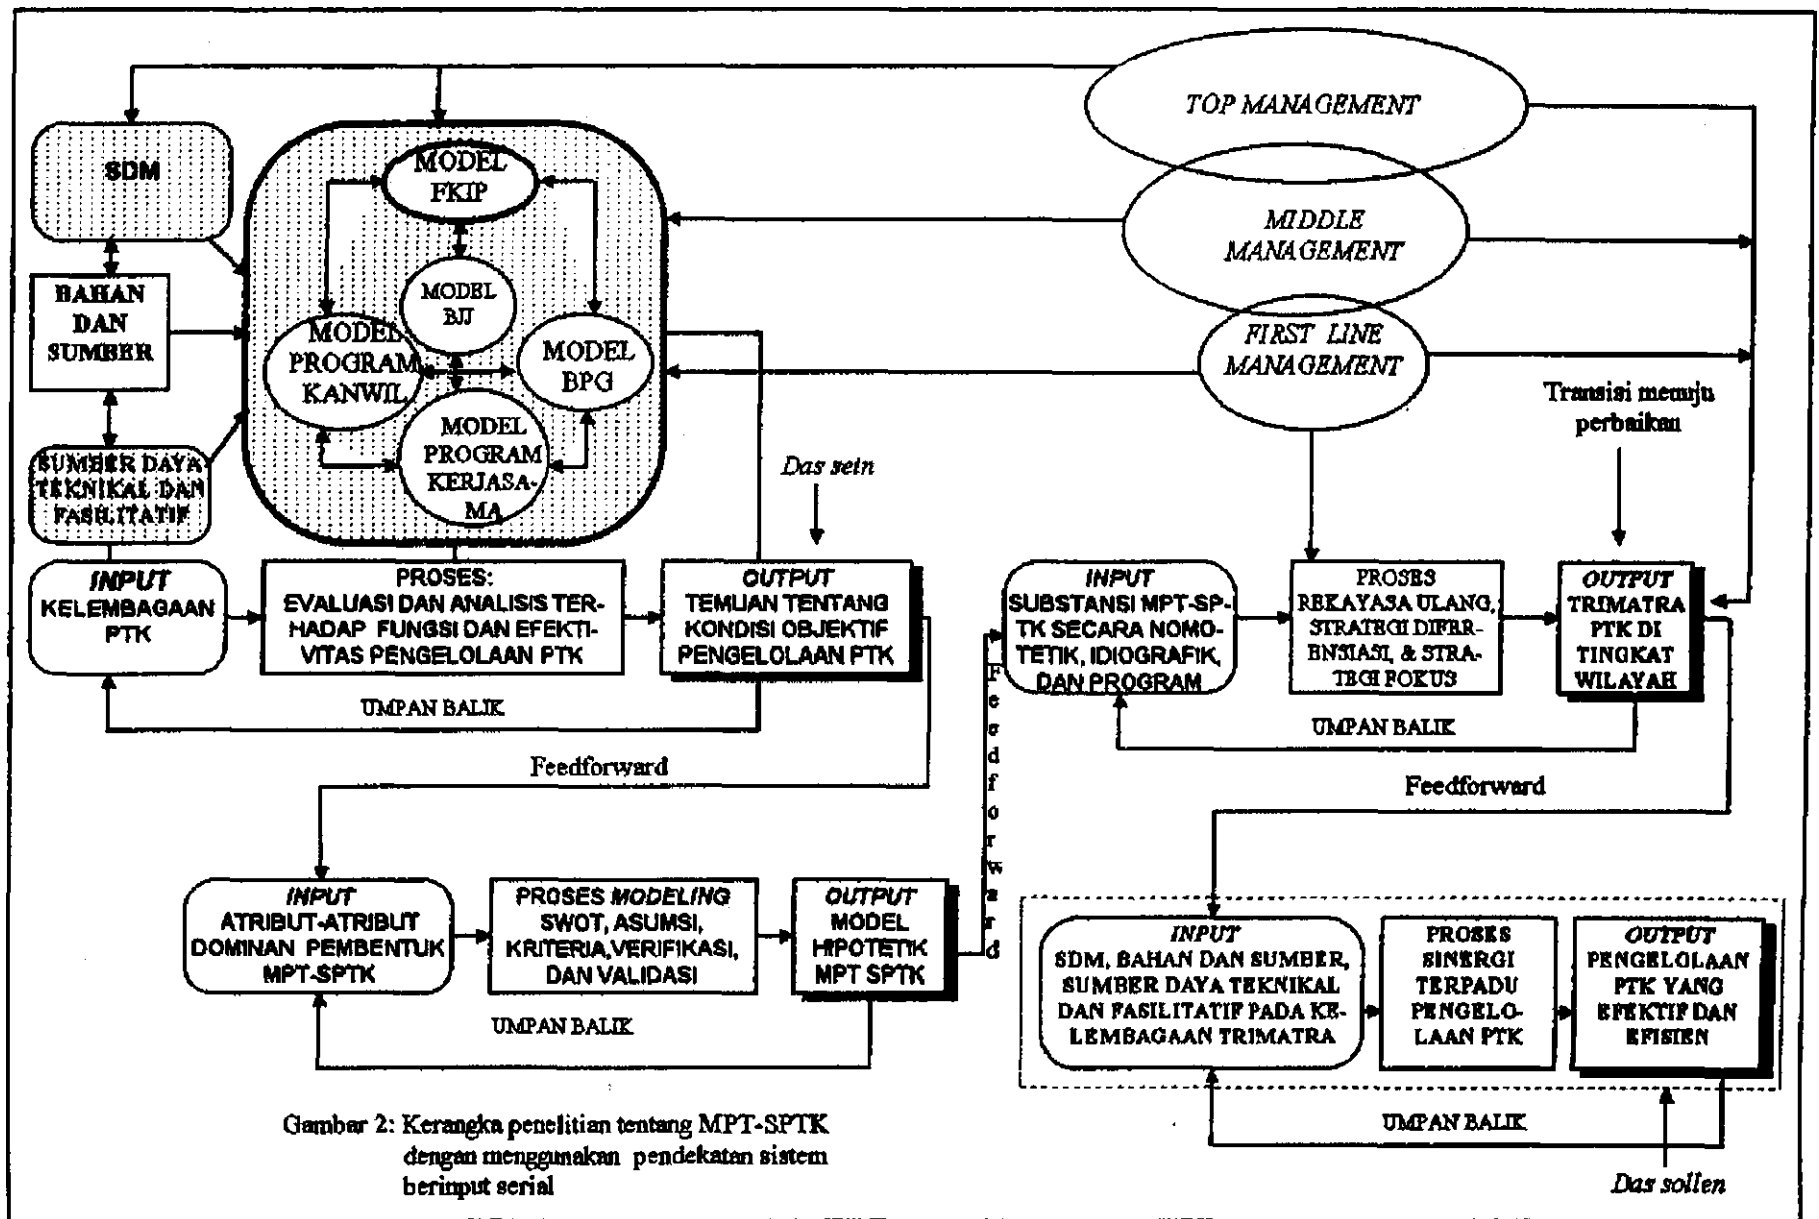 TOP MANAGEMENT
SDM
MODEL
FKIP
MIDDLE
MANAGEMENT
BAHAN
DAN
SUMBER
MODEL
BJJ
MODEL
PROGRAM
KANWIL
MODEL
BPG
FIRST LINE
MANAGEMENT
MODEL
PROGRAM
KERJASA-
MA
Transisi menuju
perbaikan
SUMBER DAYA
TEKNIKAL DAN
FASILITATIF
Das sein
INPUT
KELEMBAGAAN
PTK
PROSES:
EVALUASI DAN ANALISIS TER-
HADAP FUNGSI DAN EFEKTI-
VITAS PENGELOLAAN PTK
OUTPUT
TEMUAN TENTANG
KONDISI OBJEKTIF
PENGELOLAAN PTK
INPUT
SUBSTANSI MPT-SP-
TK SECARA NOMO-
TETIK, IDIOGRAFIK,
DAN PROGRAM
PROSES
REKAYASA ULANG,
STRATEGI DIFER-
ENSIASI, & STRA-
TEGI FOKUS
OUTPUT
TRIMATRA
PTK DI
TINGKAT
WILAYAH
UMPAN BALIK
UMPAN BALIK
Feedforward
Feedforward
Feedforward
INPUT
ATRIBUT-ATRIBUT
DOMINAN PEMBENTUK
MPT-SPTK
PROSES MODELING
SWOT, ASUMSI,
KRITERIA,VERIFIKASI,
DAN VALIDASI
OUTPUT
MODEL
HIPOTETIK
MPT SPTK
INPUT
SDM, BAHAN DAN SUMBER,
SUMBER DAYA TEKNIKAL
DAN FASILITATIF PADA KE-
LEMBAGAAN TRIMATRA
PROSES
SINERGI
TERPADU
PENGELO-
LAAN PTK
OUTPUT
PENGELOLAAN
PTK YANG
EFEKTIF DAN
EFISIEN
UMPAN BALIK
UMPAN BALIK
Das sollen
Gambar 2: Kerangka penelitian tentang MPT-SPTK
dengan menggunakan pendekatan sistem
berinput serial